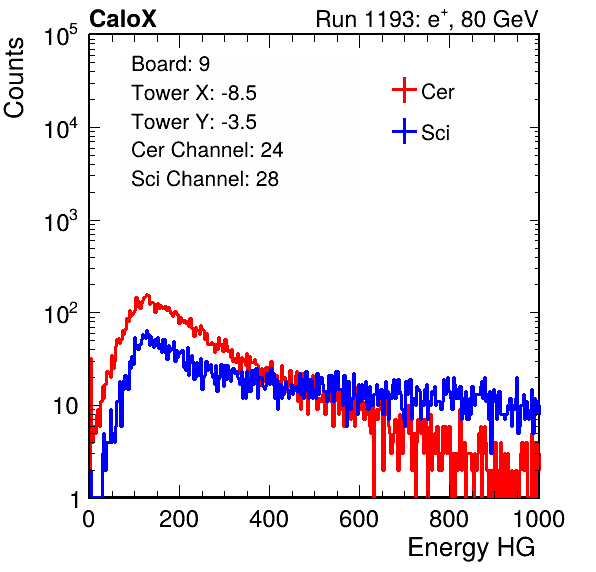 CaloX Run 1193: e⁺, 80 GeV
Counts
Board: 9
Tower X: -8.5
Tower Y: -3.5
Cer Channel: 24
Sci Channel: 28
Cer
Sci
10⁵
10⁴
10³
10²
10
1
0 200 400 600 800 1000
Energy HG